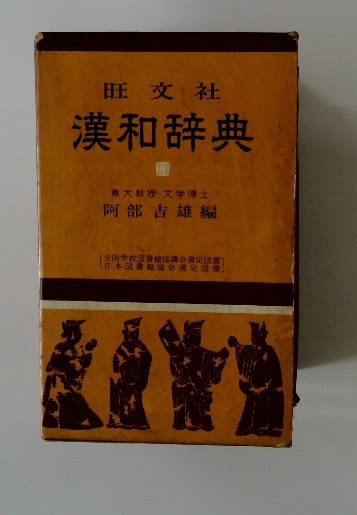 旺文社
漢和辞典
東大教授・文学博士
阿部吉雄編
全国学校図書館協議会選定図書
日本図書館協会選定図書